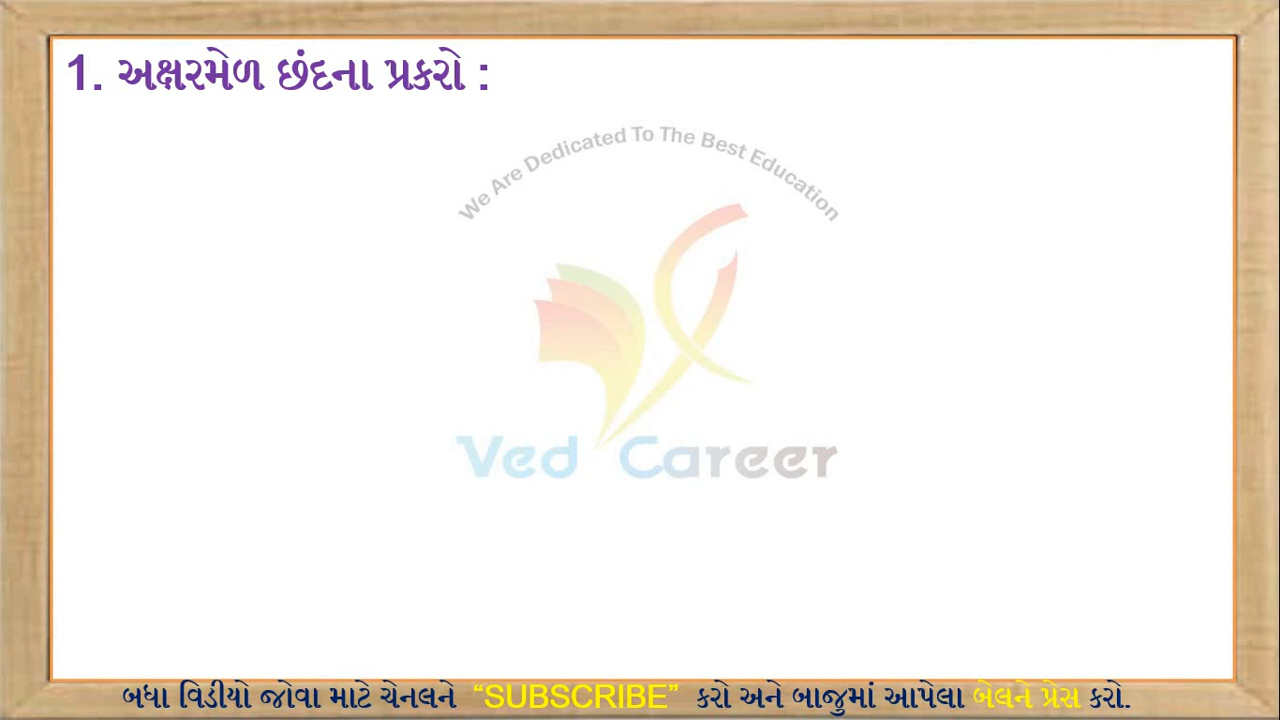 1. અક્ષરમેળ છંદના પ્રકરો :
We Are Dedicated To The Best Education
Ved Career
બધા વિડીયો જોવા માટે ચેનલને “SUBSCRIBE” કરો અને બાજુમાં આપેલા બેલને પ્રેસ કરો.